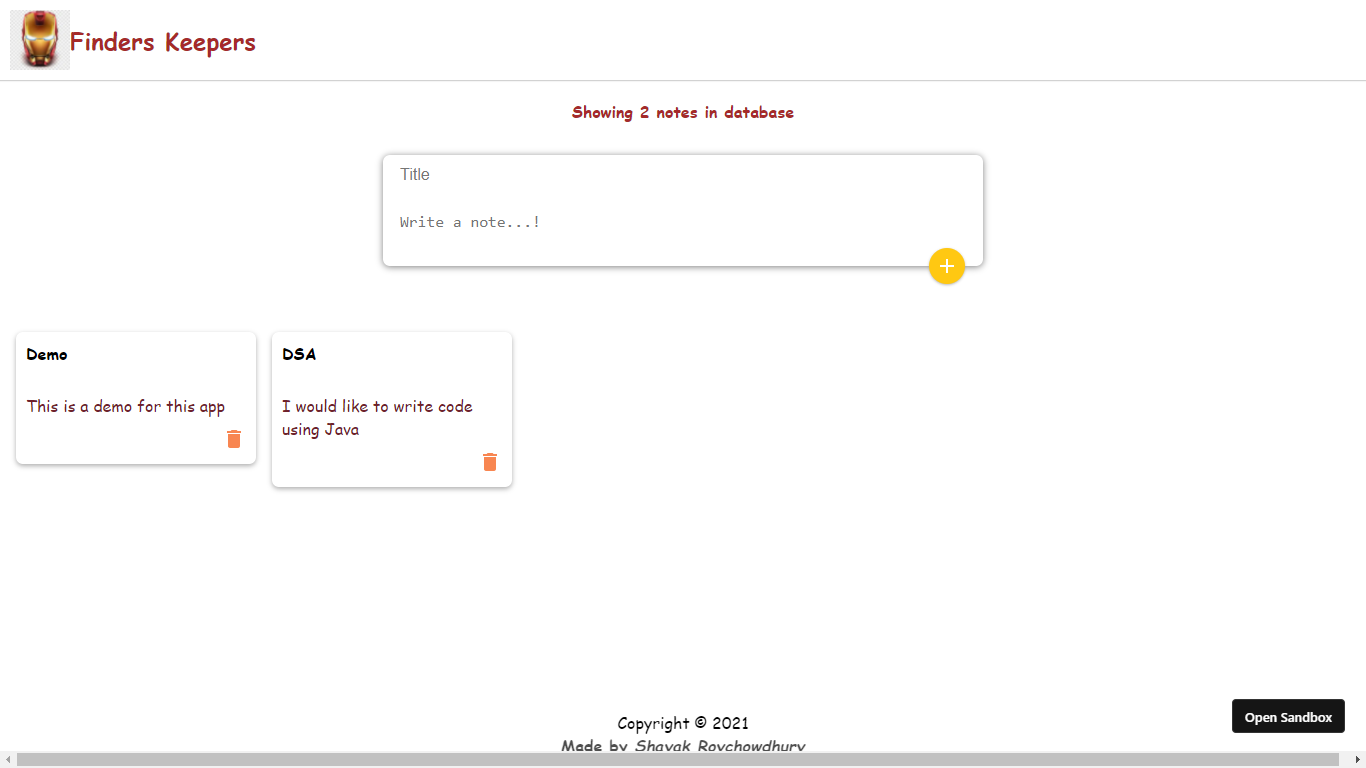 Finders Keepers
Showing 2 notes in database
Title
Write a note...!
Demo
This is a demo for this app
DSA
I would like to write code
using Java
Copyright © 2021
Made by Shayak Roychowdhury
Open Sandbox